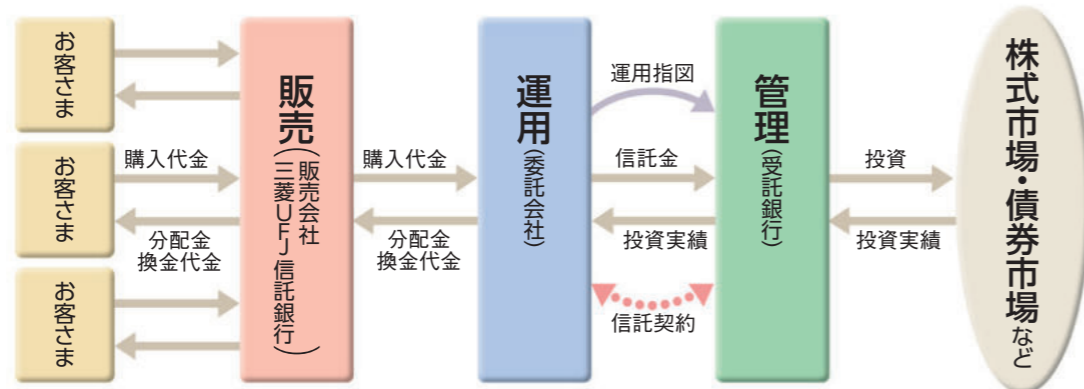 お客さま
お客さま
お客さま
購入代金
分配金
換金代金
販売
（販売会社
三菱UFJ信託銀行）
購入代金
分配金
換金代金
運用
（委託会社）
運用指図
信託金
投資実績
信託契約
管理
（受託銀行）
投資
投資実績
株式市場・債券市場など